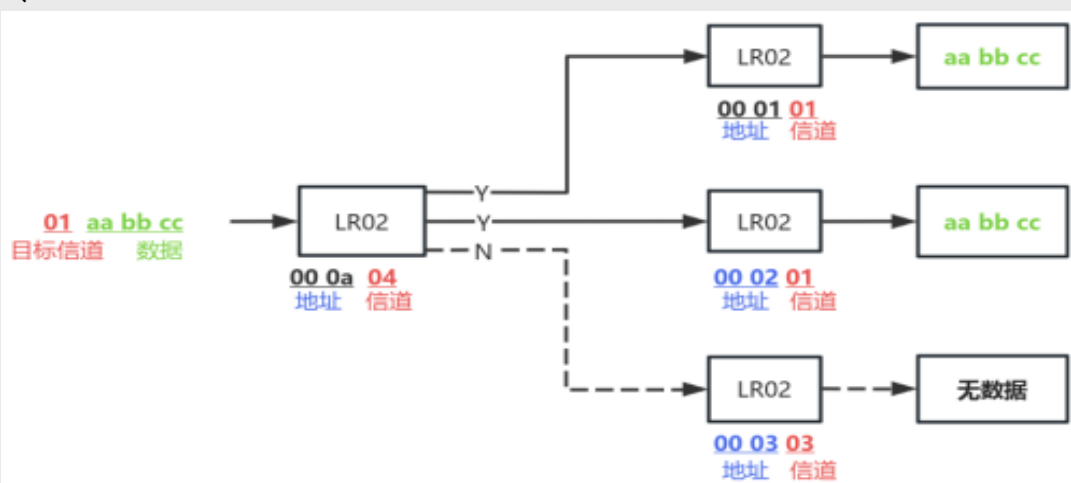 LR02
aa bb cc
00 01 01
地址 信道
Y
01 aa bb cc
目标信道 数据
LR02
Y
LR02
aa bb cc
N
00 0a 04
地址 信道
00 02 01
地址 信道
LR02
无数据
00 03 03
地址 信道